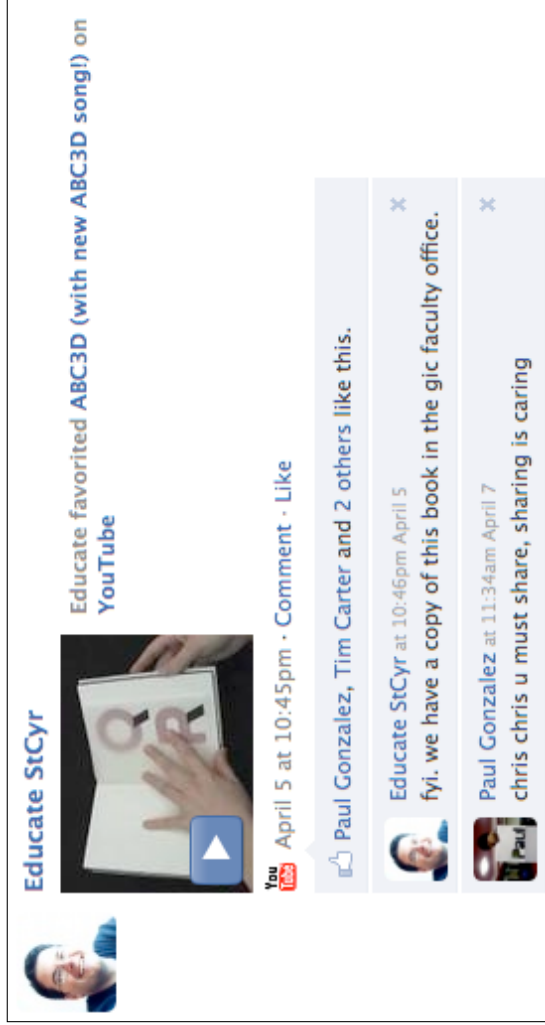 Educate StCyr
Educate favorited ABC3D (with new ABC3D song!) on
YouTube
Q
R
You
Tube
April 5 at 10:45pm · Comment · Like
Paul Gonzalez, Tim Carter and 2 others like this.
Educate StCyr at 10:46pm April 5
fyi. we have a copy of this book in the gic faculty office.
Paul Gonzalez at 11:34am April 7
Paul
chris chris u must share, sharing is caring